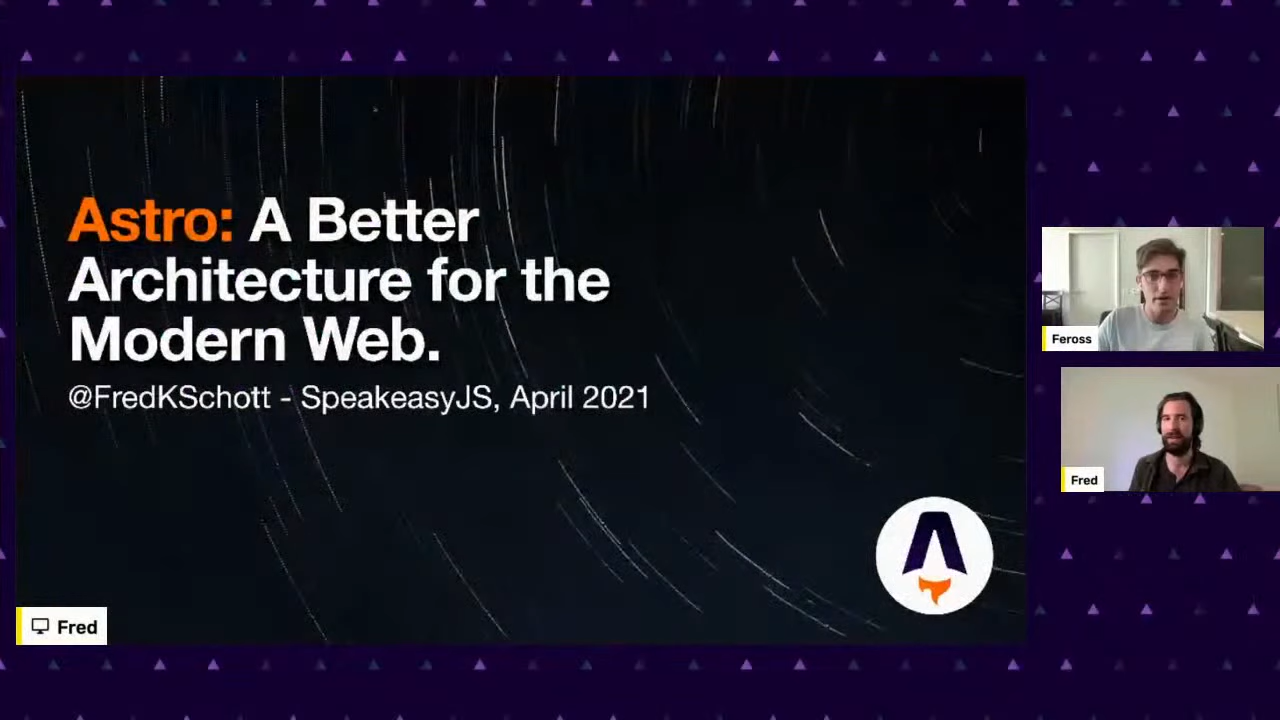 Astro: A Better
Architecture for the
Modern Web.
@FredKSchott - SpeakeasyJS, April 2021
Fred
Feross
Fred